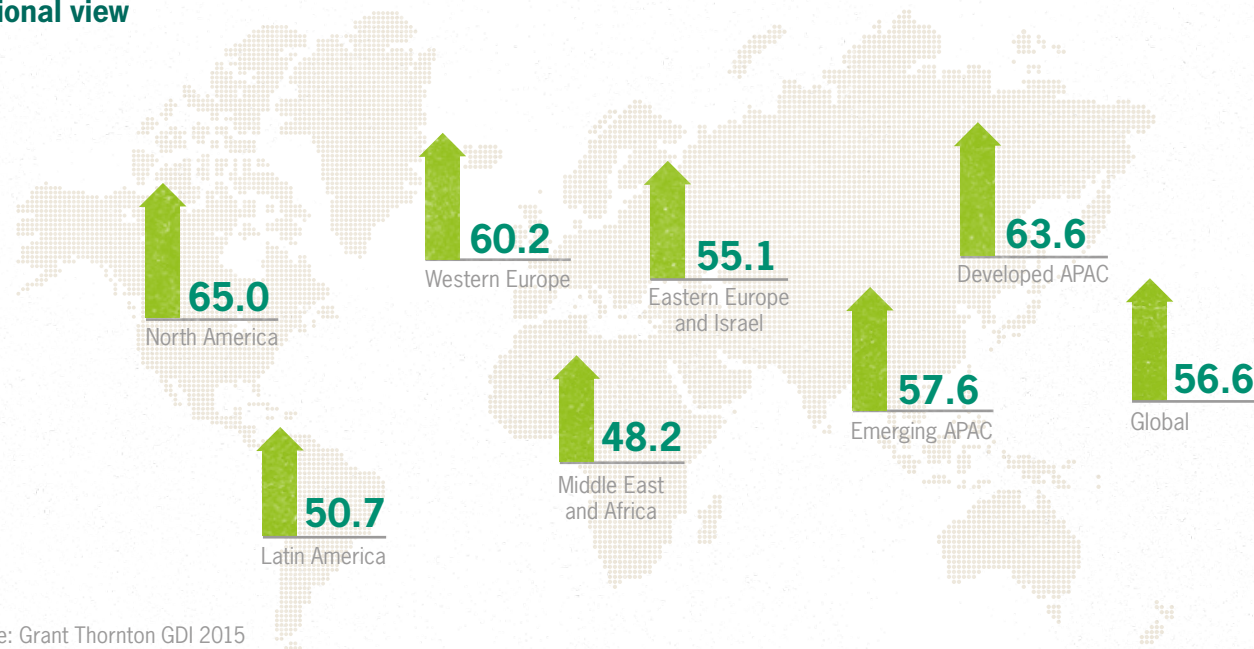 ional view
63.6
Developed APAC
60.2
Western Europe
55.1
Eastern Europe
and Israel
65.0
North America
57.6
Emerging APAC
56.6
Global
48.2
Middle East
and Africa
50.7
Latin America
e: Grant Thornton GDI 2015